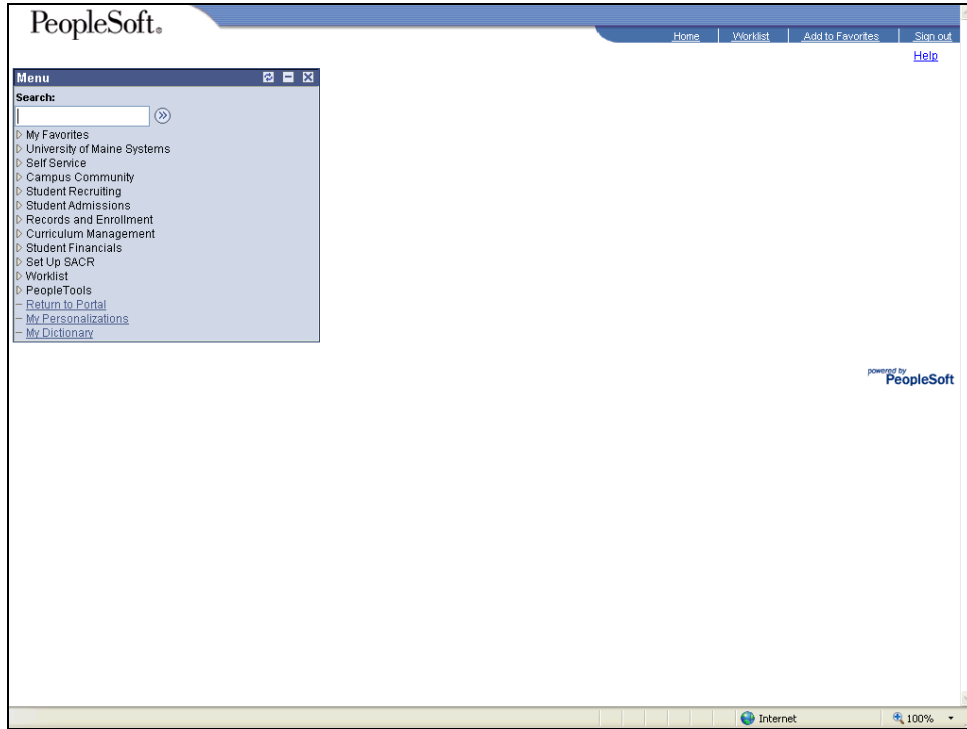 PeopleSoft®
Home Worklist Add to Favorites Sign out
Help
Menu
Search:
My Favorites
University of Maine Systems
Self Service
Campus Community
Student Recruiting
Student Admissions
Records and Enrollment
Curriculum Management
Student Financials
Set Up SACR
Worklist
PeopleTools
Return to Portal
My Personalizations
My Dictionary
powered by
PeopleSoft
Internet 100%